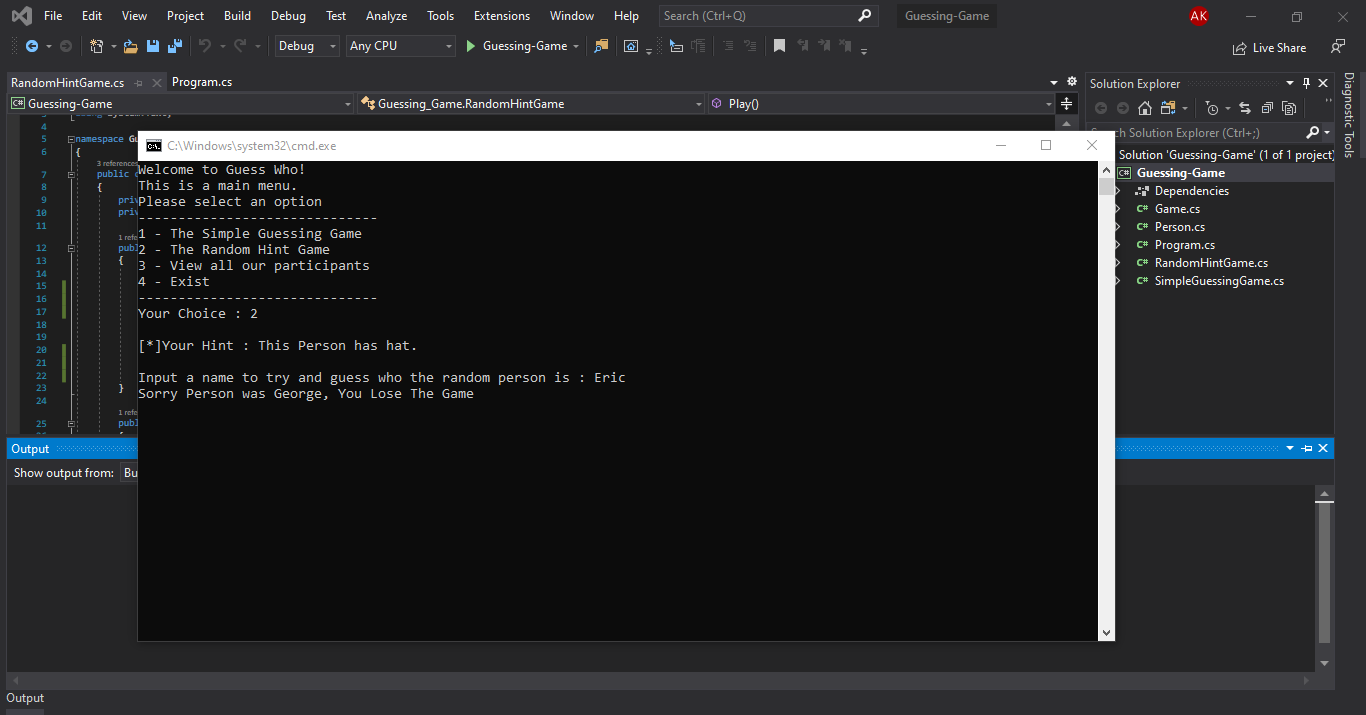 File Edit View Project Build Debug Test Analyze Tools Extensions Window Help Search (Ctrl+Q) Guessing-Game AK
Debug Any CPU Guessing-Game Live Share
RandomHintGame.cs Program.cs
Guessing-Game Guessing_Game.RandomHintGame Play()
4
5 namespace Gu
6 {
3 references
7 public c
8 {
9 priv
10 priv
11
1 refe
12 publ
13 {
14
15
16
17
18
19
20
21
22
23 }
24
1 refe
25 publ
C:\Windows\system32\cmd.exe
Welcome to Guess Who!
This is a main menu.
Please select an option
------------------------------
1 - The Simple Guessing Game
2 - The Random Hint Game
3 - View all our participants
4 - Exist
------------------------------
Your Choice : 2
[*]Your Hint : This Person has hat.
Input a name to try and guess who the random person is : Eric
Sorry Person was George, You Lose The Game
Solution Explorer
Search Solution Explorer (Ctrl+;)
Solution 'Guessing-Game' (1 of 1 project)
C# Guessing-Game
Dependencies
C# Game.cs
C# Person.cs
C# Program.cs
C# RandomHintGame.cs
C# SimpleGuessingGame.cs
Diagnostic Tools
Output
Show output from: Bu
Output